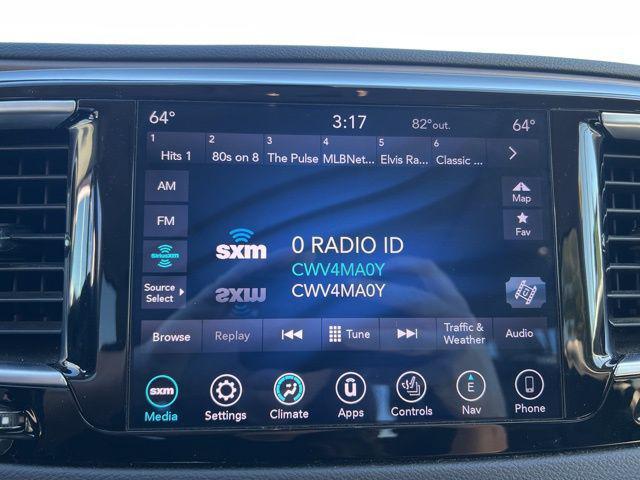 64° 3:17 82° out. 64°
1 2 3 4 5 6
Hits 1 80s on 8 The Pulse MLBNet... Elvis Ra... Classic ...
AM
FM
SiriusXM
Source
Select
Map
Fav
sxm
0 RADIO ID
CWV4MA0Y
CWV4MA0Y
Browse Replay Tune Traffic &
Weather Audio
sxm
Media Settings Climate Apps Controls Nav Phone
E